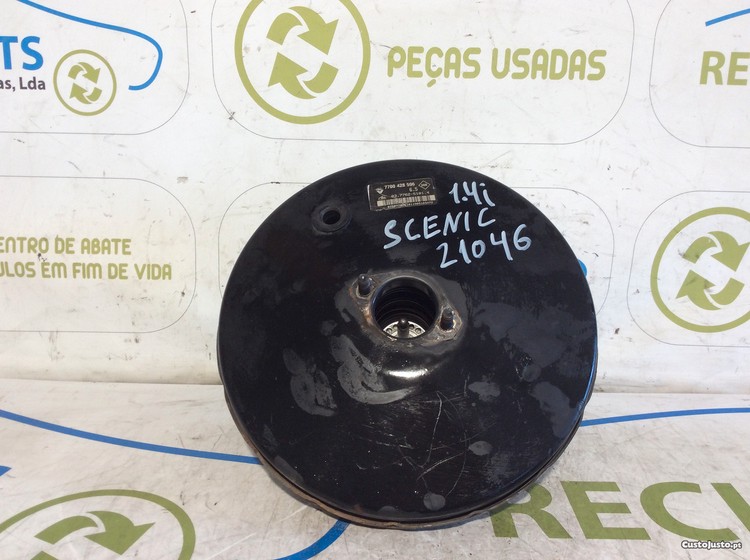 TS
as, Lda
PEÇAS USADAS
RE
7700 428 595
1.4i
SCENIC
21046
ENTRO DE ABATE
ULOS EM FIM DE VIDA
RECY
CustoJusto.pt